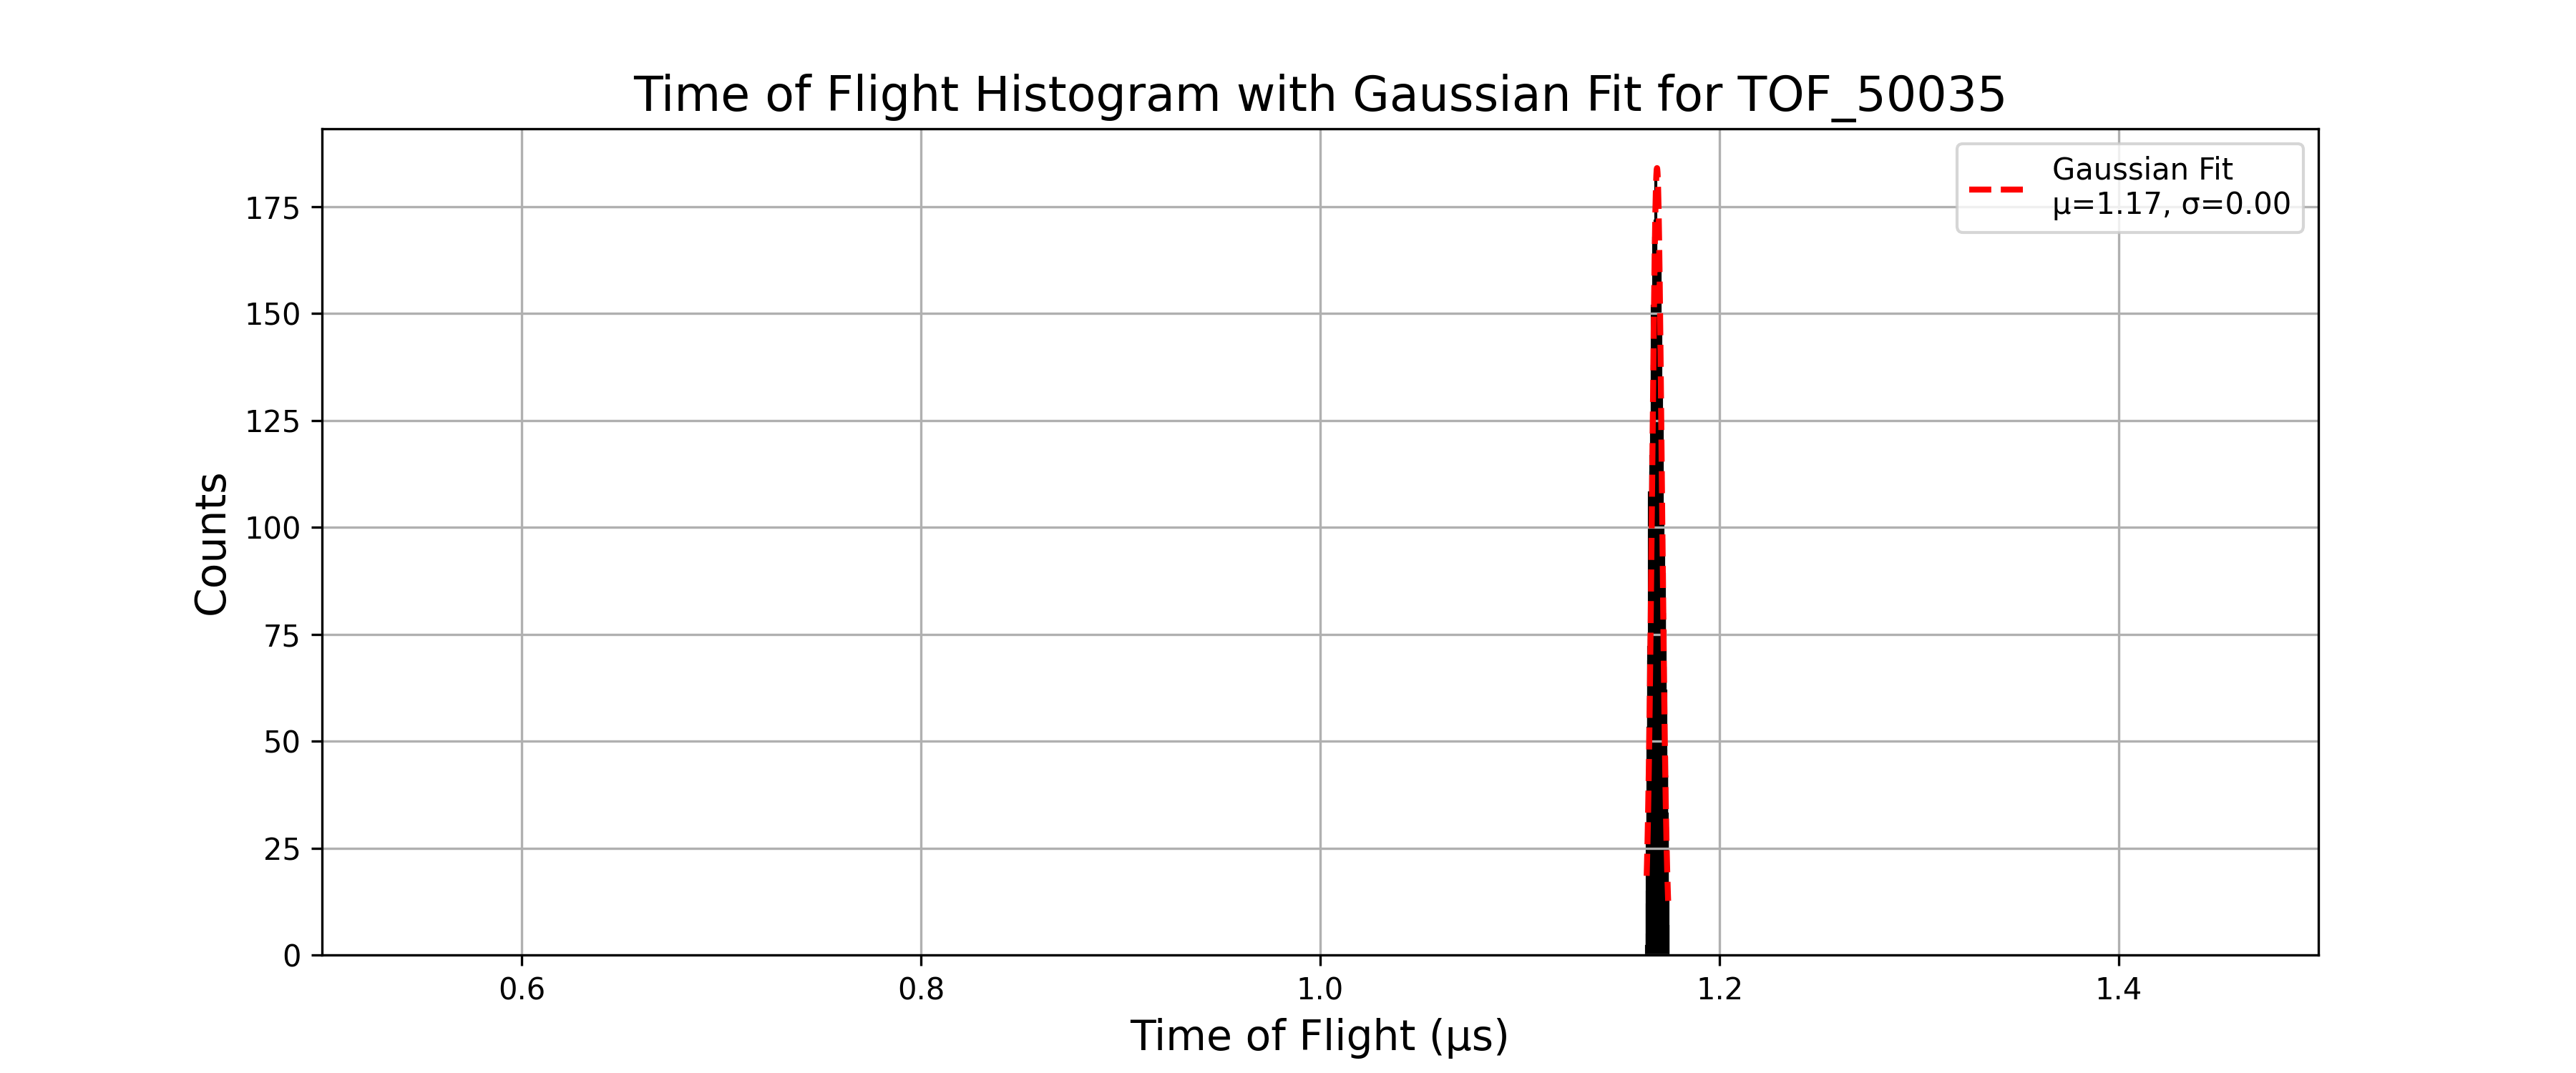 Time of Flight Histogram with Gaussian Fit for TOF_50035
Gaussian Fit
μ=1.17, σ=0.00
175
150
125
100
75
50
25
0
Counts
0.6 0.8 1.0 1.2 1.4
Time of Flight (μs)